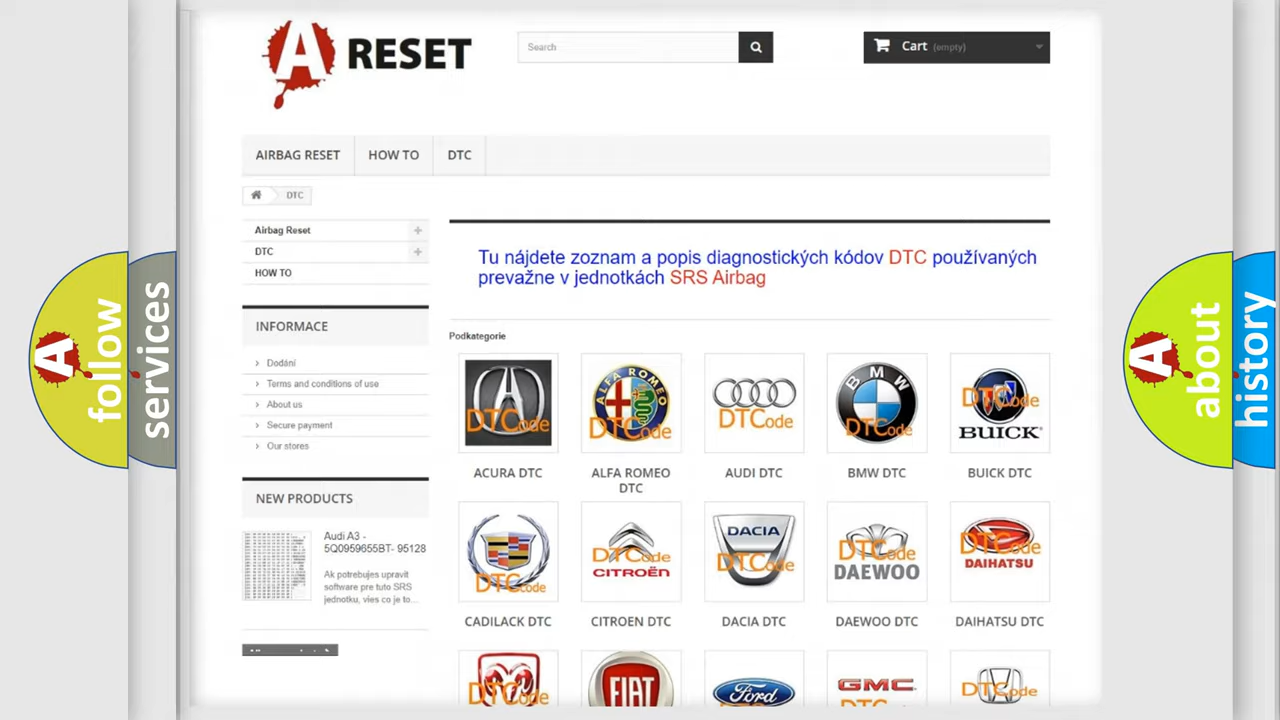 A RESET
Search
Cart (empty)
AIRBAG RESET
HOW TO
DTC
DTC
Airbag Reset
DTC
HOW TO
Tu nájdete zoznam a popis diagnostických kódov DTC používaných
prevažne v jednotkách SRS Airbag
INFORMACE
Dodání
Terms and conditions of use
About us
Secure payment
Our stores
NEW PRODUCTS
Audi A3 -
5Q0959655BT- 95128
Ak potrebujes upravit
software pre tuto SRS
jednotku, vies co je to...
Podkategorie
DTCode
ALFA ROMEO
DTCode
DTCode
BMW
DTCode
DTCode
BUICK
ACURA DTC
ALFA ROMEO
DTC
AUDI DTC
BMW DTC
BUICK DTC
DTCode
DTCode
CITROËN
DACIA
DTCode
DTCode
DAEWOO
DTCode
DAIHATSU
CADILACK DTC
CITROEN DTC
DACIA DTC
DAEWOO DTC
DAIHATSU DTC
DTCode
FIAT
Ford
GMC
DTCode
A follow
services
A about
history